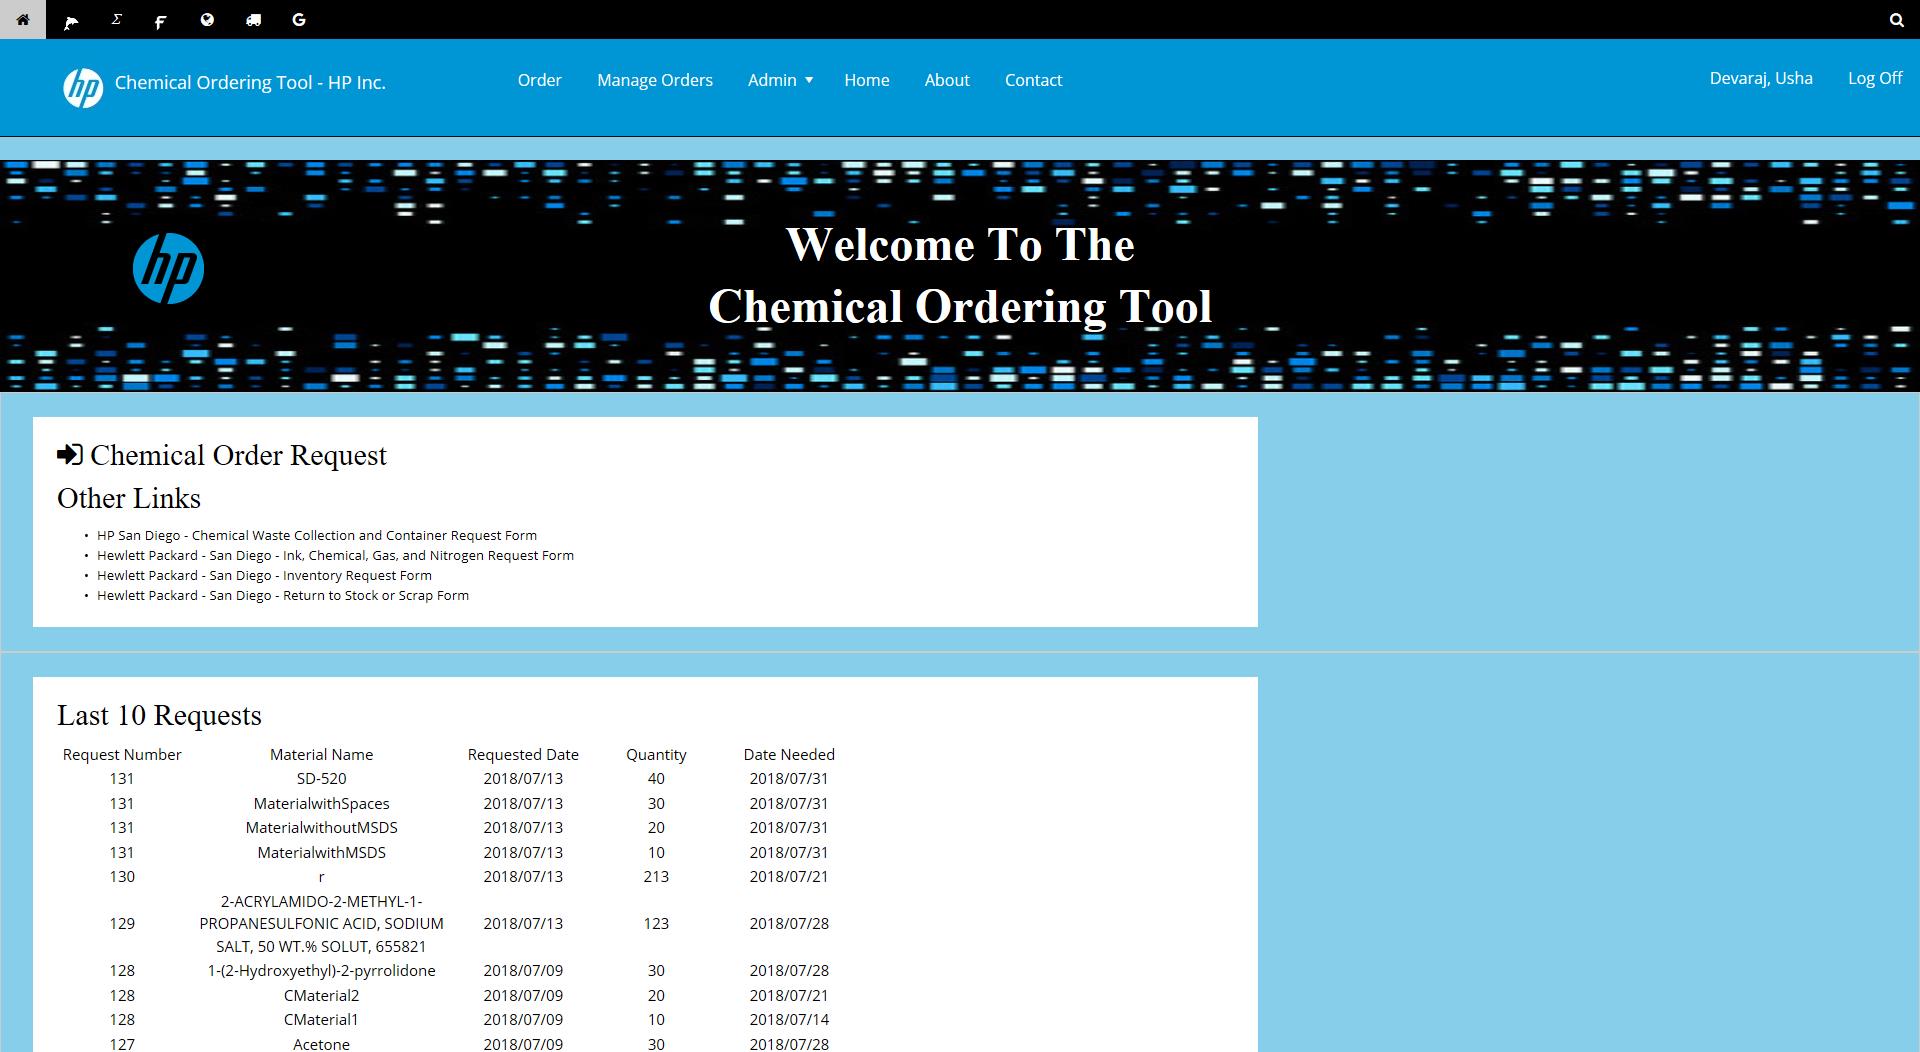 Σ F G
hp Chemical Ordering Tool - HP Inc. Order Manage Orders Admin Home About Contact Devaraj, Usha Log Off
hp
Welcome To The
Chemical Ordering Tool
Chemical Order Request
Other Links
• HP San Diego - Chemical Waste Collection and Container Request Form
• Hewlett Packard - San Diego - Ink, Chemical, Gas, and Nitrogen Request Form
• Hewlett Packard - San Diego - Inventory Request Form
• Hewlett Packard - San Diego - Return to Stock or Scrap Form
Last 10 Requests
Request Number Material Name Requested Date Quantity Date Needed
131 SD-520 2018/07/13 40 2018/07/31
131 MaterialwithSpaces 2018/07/13 30 2018/07/31
131 MaterialwithoutMSDS 2018/07/13 20 2018/07/31
131 MaterialwithMSDS 2018/07/13 10 2018/07/31
130 r 2018/07/13 213 2018/07/21
2-ACRYLAMIDO-2-METHYL-1-
129 PROPANESULFONIC ACID, SODIUM 2018/07/13 123 2018/07/28
SALT, 50 WT.% SOLUT, 655821
128 1-(2-Hydroxyethyl)-2-pyrrolidone 2018/07/09 30 2018/07/28
128 CMaterial2 2018/07/09 20 2018/07/21
128 CMaterial1 2018/07/09 10 2018/07/14
127 Acetone 2018/07/09 30 2018/07/28